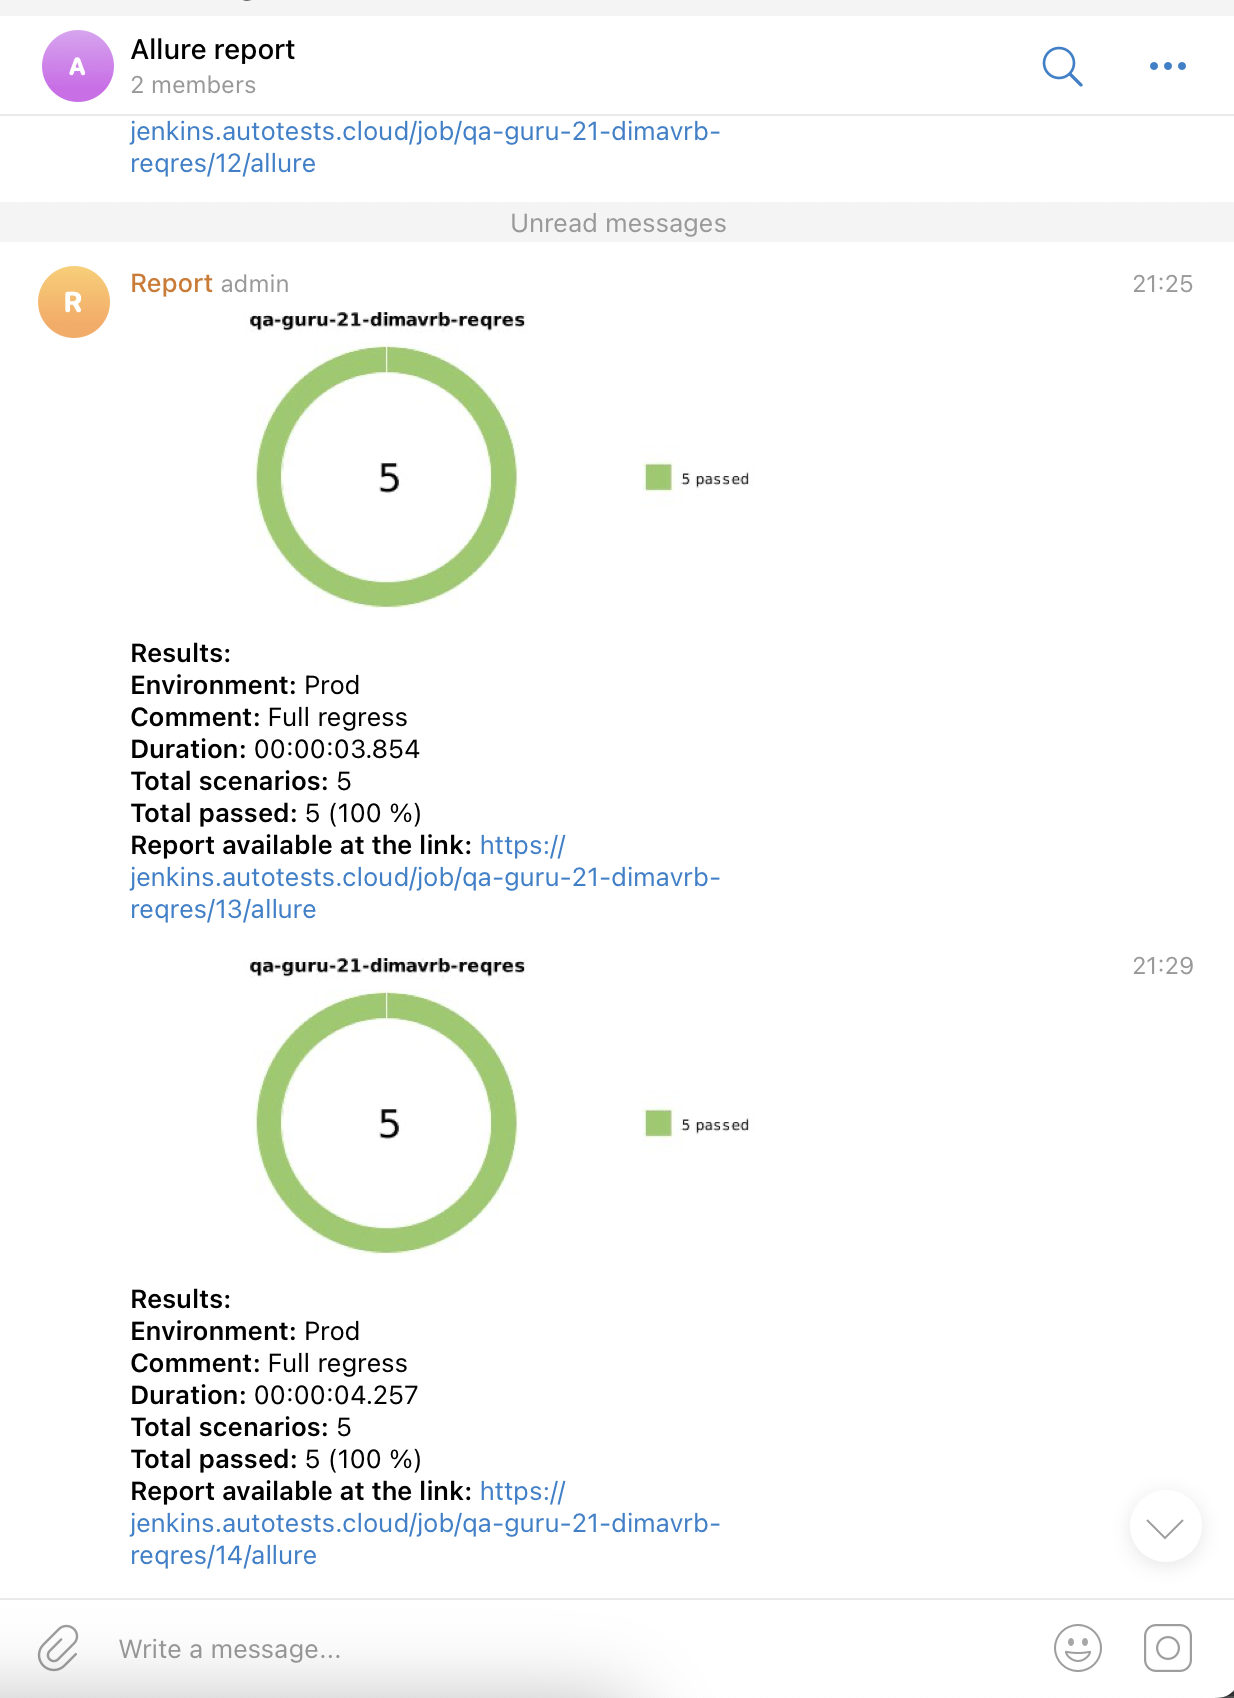 A
Allure report
2 members
jenkins.autotests.cloud/job/qa-guru-21-dimavrb-
reqres/12/allure
Unread messages
R
Report admin
21:25
qa-guru-21-dimavrb-reqres
5
5 passed
Results:
Environment: Prod
Comment: Full regress
Duration: 00:00:03.854
Total scenarios: 5
Total passed: 5 (100 %)
Report available at the link: https://
jenkins.autotests.cloud/job/qa-guru-21-dimavrb-
reqres/13/allure
qa-guru-21-dimavrb-reqres
21:29
5
5 passed
Results:
Environment: Prod
Comment: Full regress
Duration: 00:00:04.257
Total scenarios: 5
Total passed: 5 (100 %)
Report available at the link: https://
jenkins.autotests.cloud/job/qa-guru-21-dimavrb-
reqres/14/allure
Write a message...